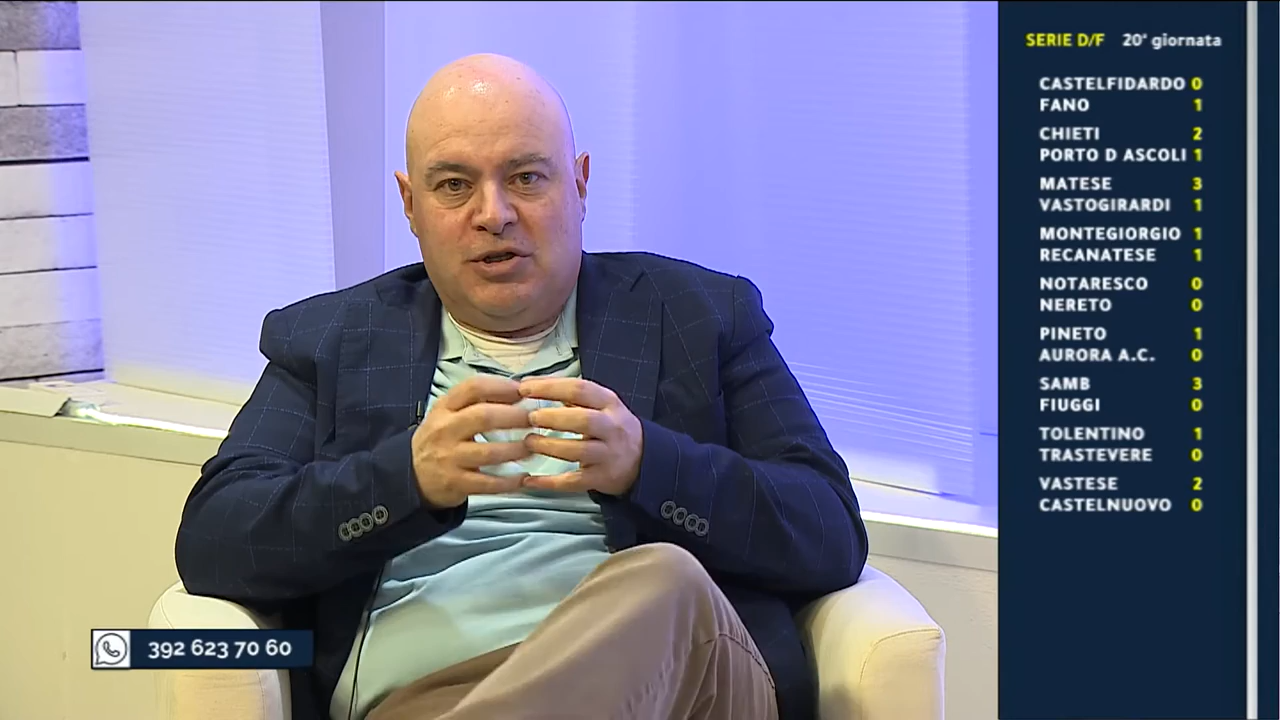 SERIE D/F 20ª giornata
CASTELFIDARDO 0
FANO 1
CHIETI 2
PORTO D ASCOLI 1
MATESE 3
VASTOGIRARDI 1
MONTEGIORGIO 1
RECANATESE 1
NOTARESCO 0
NERETO 0
PINETO 1
AURORA A.C. 0
SAMB 3
FIUGGI 0
TOLENTINO 1
TRASTEVERE 0
VASTESE 2
CASTELNUOVO 0
392 623 70 60